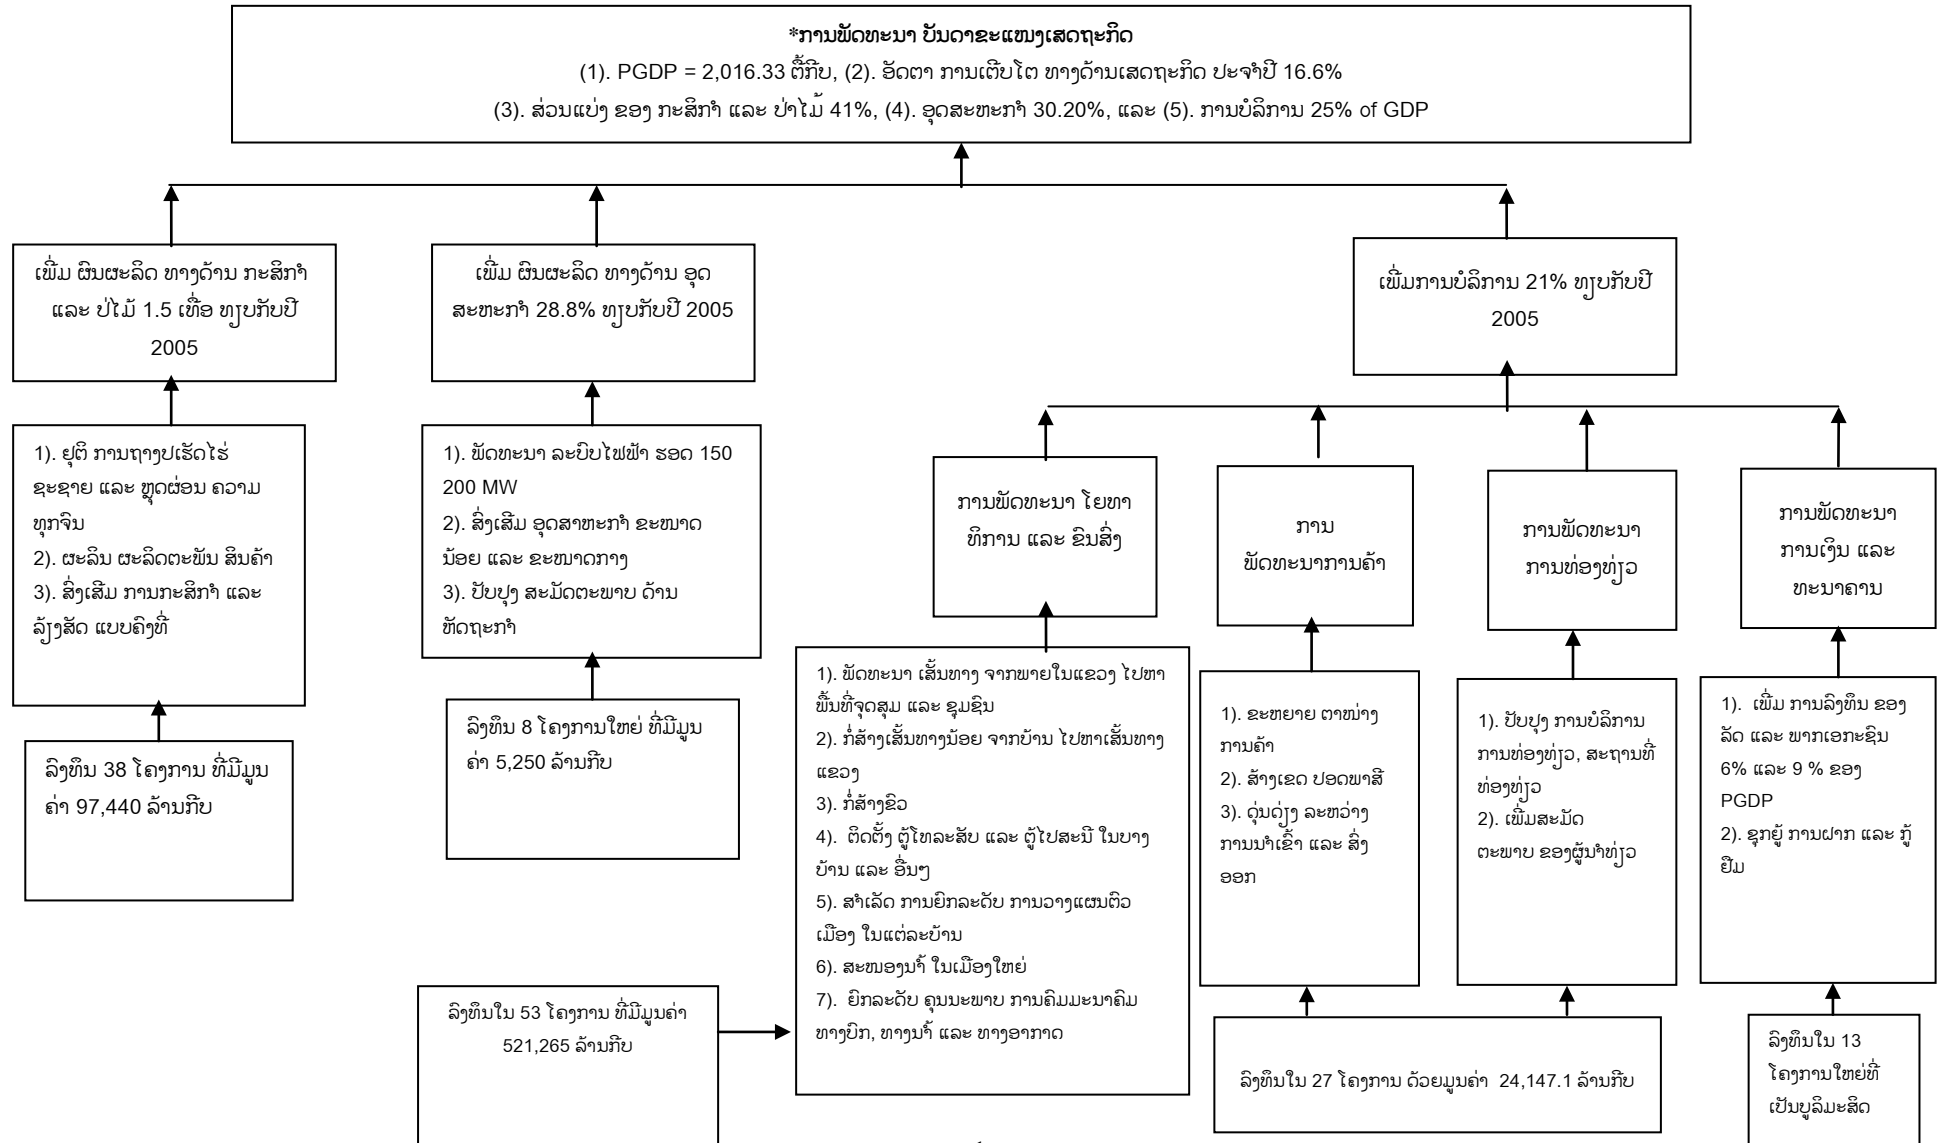 *ການພັດທະນາ ບັນດາຂະແໜງເສດຖະກິດ
(1). PGDP = 2,016.33 ຕື້ກີບ, (2). ອັດຕາ ການເຕີບໂຕ ທາງດ້ານເສດຖະກິດ ປະຈຳປີ 16.6%
(3). ສ່ວນແບ່ງ ຂອງ ກະສິກຳ ແລະ ປ່າໄມ້ 41%, (4). ອຸດສະຫະກຳ 30.20%, ແລະ (5). ການບໍລິການ 25% of GDP
ເພີ່ມ ຜົນຜະລິດ ທາງດ້ານ ກະສິກຳ
ແລະ ປ່ໄມ້ 1.5 ເທື່ອ ທຽບກັບປີ
2005
ເພີ່ມ ຜົນຜະລິດ ທາງດ້ານ ອຸດ
ສະຫະກຳ 28.8% ທຽບກັບປີ 2005
ເພີ່ມການບໍລິການ 21% ທຽບກັບປີ
2005
1). ຢຸຕິ ການຖາງປເຮັດໄຮ່
ຊະຊາຍ ແລະ ຫຼຸດຜ່ອນ ຄວາມ
ທຸກຈົນ
2). ຜະລິນ ຜະລິດຕະພັນ ສິນຄ້າ
3). ສົ່ງເສີມ ການກະສິກຳ ແລະ
ລ້ຽງສັດ ແບບຄົງທີ່
1). ພັດທະນາ ລະບົບໄຟຟ້າ ຮອດ 150
200 MW
2). ສົ່ງເສີມ ອຸດສາຫະກຳ ຂະໜາດ
ນ້ອຍ ແລະ ຂະໜາດກາງ
3). ປັບປຸງ ສະມັດຕະພາບ ດ້ານ
ຫັດຖະກຳ
ການພັດທະນາ ໂຍທາ
ທິການ ແລະ ຂົນສົ່ງ
ການ
ພັດທະນາການຄ້າ
ການພັດທະນາ
ການທ່ອງທ່ຽວ
ການພັດທະນາ
ການເງິນ ແລະ
ທະນາຄານ
ລົງທຶນ 38 ໂຄງການ ທີ່ມີມູນ
ຄ່າ 97,440 ລ້ານກີບ
ລົງທຶນ 8 ໂຄງການໃຫຍ່ ທີ່ມີມູນ
ຄ່າ 5,250 ລ້ານກີບ
1). ພັດທະນາ ເສັ້ນທາງ ຈາກພາຍໃນແຂວງ ໄປຫາ
ພື້ນທີ່ຈຸດສຸມ ແລະ ຊຸມຊົນ
2). ກໍ່ສ້າງເສັ້ນທາງນ້ອຍ ຈາກບ້ານ ໄປຫາເສັ້ນທາງ
ແຂວງ
3). ກໍ່ສ້າງຂົວ
4). ຕິດຕັ້ງ ຕູ້ໂທລະສັບ ແລະ ຕູ້ໄປສະນີ ໃນບາງ
ບ້ານ ແລະ ອື່ນໆ
5). ສຳເລັດ ການຍົກລະດັບ ການວາງແຜນຕົວ
ເມືອງ ໃນແຕ່ລະບ້ານ
6). ສະໜອງນ້ຳ ໃນເມືອງໃຫຍ່
7). ຍົກລະດັບ ຄຸນນະພາບ ການຄົມມະນາຄົມ
ທາງບົກ, ທາງນ້ຳ ແລະ ທາງອາກາດ
1). ຂະຫຍາຍ ຕາໜ່າງ
ການຄ້າ
2). ສ້າງເຂດ ປອດພາສີ
3). ດຸ່ນດ່ຽງ ລະຫວ່າງ
ການນຳເຂົ້າ ແລະ ສົ່ງ
ອອກ
1). ປັບປຸງ ການບໍລິການ
ການທ່ອງທ່ຽວ, ສະຖານທີ່
ທ່ອງທ່ຽວ
2). ເພີ່ມສະມັດ
ຕະພາບ ຂອງຜູ້ນຳທ່ຽວ
1). ເພີ່ມ ການລົງທຶນ ຂອງ
ລັດ ແລະ ພາກເອກະຊົນ
6% ແລະ 9 % ຂອງ
PGDP
2). ຊຸກຍູ້ ການຝາກ ແລະ ກູ້
ຢືມ
ລົງທຶນໃນ 53 ໂຄງການ ທີ່ມີມູນຄ່າ
521,265 ລ້ານກີບ
ລົງທຶນໃນ 27 ໂຄງການ ດ້ວຍມູນຄ່າ 24,147.1 ລ້ານກີບ
ລົງທຶນໃນ 13
ໂຄງການໃຫຍ່ທີ່
ເປັນບູລິມະສິດ